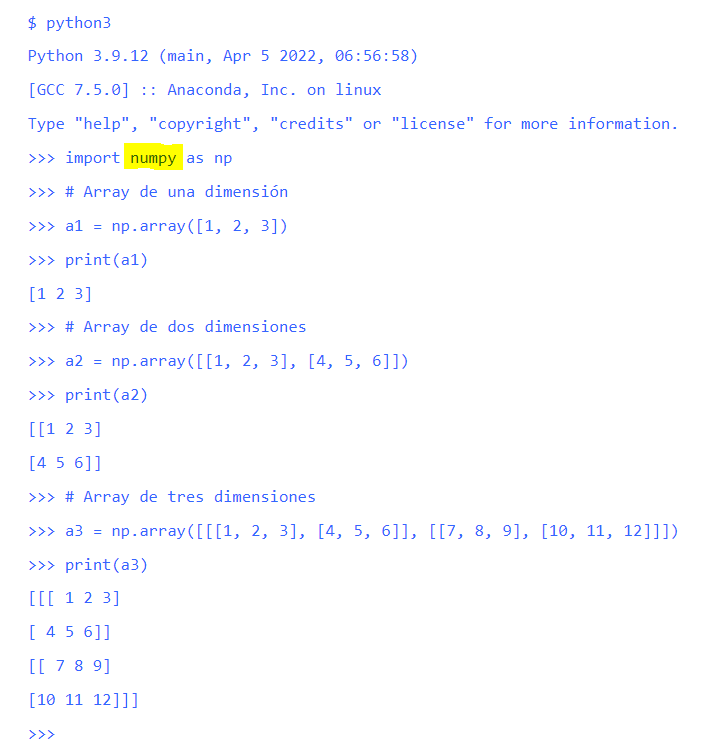 $ python3
Python 3.9.12 (main, Apr 5 2022, 06:56:58)
[GCC 7.5.0] :: Anaconda, Inc. on linux
Type "help", "copyright", "credits" or "license" for more information.
>>> import numpy as np
>>> # Array de una dimensión
>>> a1 = np.array([1, 2, 3])
>>> print(a1)
[1 2 3]
>>> # Array de dos dimensiones
>>> a2 = np.array([[1, 2, 3], [4, 5, 6]])
>>> print(a2)
[[1 2 3]
[4 5 6]]
>>> # Array de tres dimensiones
>>> a3 = np.array([[[1, 2, 3], [4, 5, 6]], [[7, 8, 9], [10, 11, 12]]])
>>> print(a3)
[[[ 1 2 3]
[ 4 5 6]]
[[ 7 8 9]
[10 11 12]]]
>>>